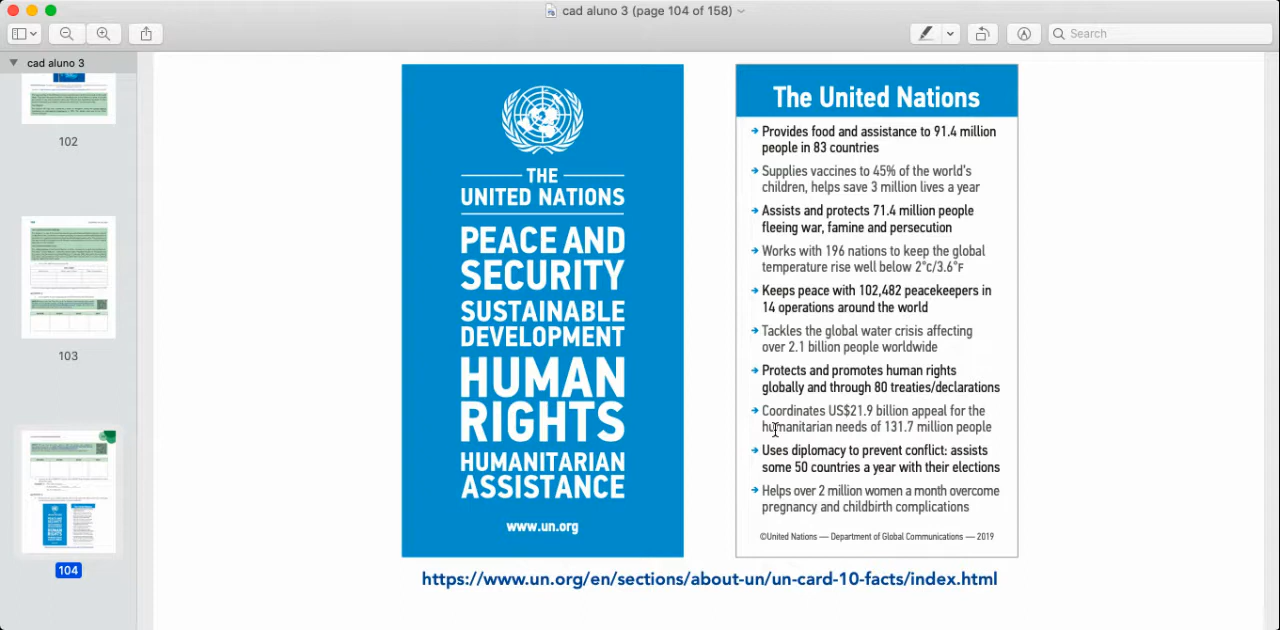 cad aluno 3 (page 104 of 158)
Search
cad aluno 3
102
103
104
THE
UNITED NATIONS
PEACE AND
SECURITY
SUSTAINABLE
DEVELOPMENT
HUMAN
RIGHTS
HUMANITARIAN
ASSISTANCE
www.un.org
The United Nations
Provides food and assistance to 91.4 million
people in 83 countries
Supplies vaccines to 45% of the world's
children, helps save 3 million lives a year
Assists and protects 71.4 million people
fleeing war, famine and persecution
Works with 196 nations to keep the global
temperature rise well below 2°C/3.6°F
Keeps peace with 102,482 peacekeepers in
14 operations around the world
Tackles the global water crisis affecting
over 2.1 billion people worldwide
Protects and promotes human rights
globally and through 80 treaties/declarations
Coordinates US$21.9 billion appeal for the
humanitarian needs of 131.7 million people
Uses diplomacy to prevent conflict: assists
some 50 countries a year with their elections
Helps over 2 million women a month overcome
pregnancy and childbirth complications
©United Nations — Department of Global Communications — 2019
https://www.un.org/en/sections/about-un/un-card-10-facts/index.html